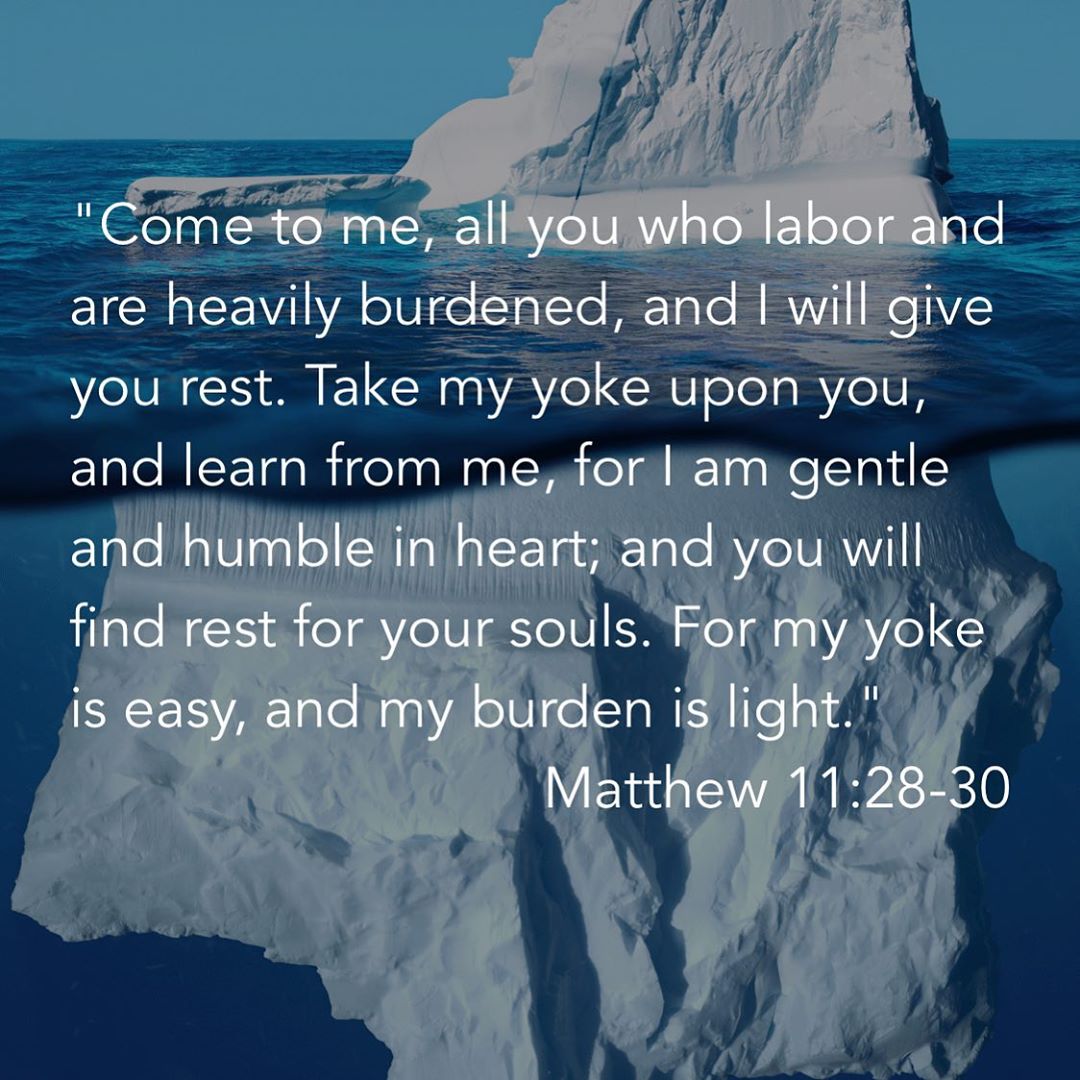 "Come to me, all you who labor and
are heavily burdened, and I will give
you rest. Take my yoke upon you,
and learn from me, for I am gentle
and humble in heart; and you will
find rest for your souls. For my yoke
is easy, and my burden is light."
Matthew 11:28-30